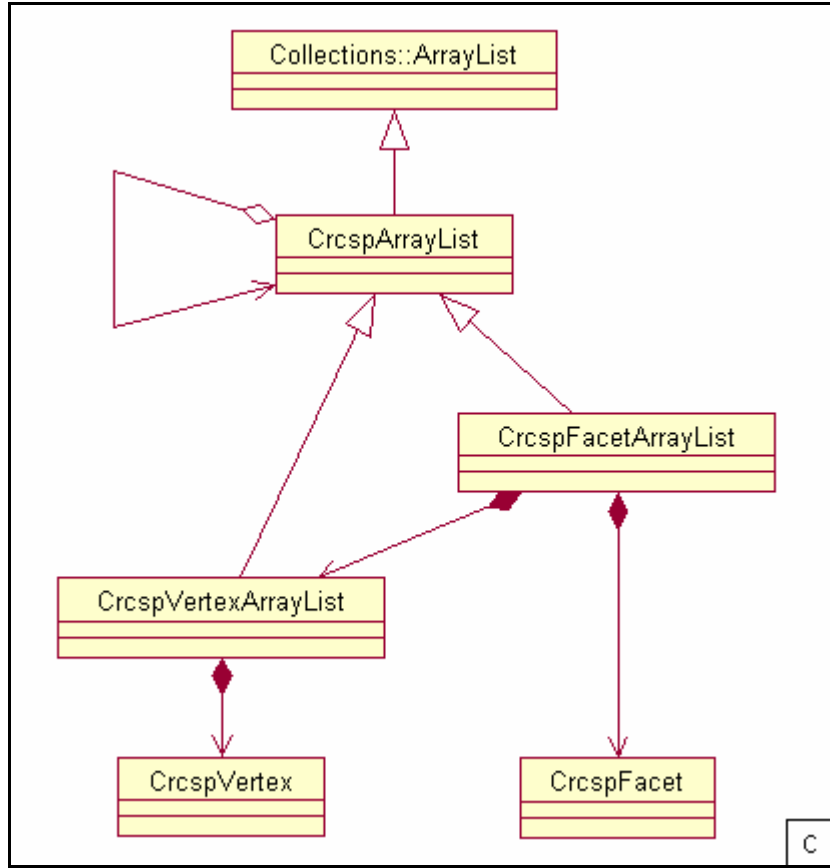 Collections::ArrayList
CrcspArrayList
CrcspFacetArrayList
CrcspVertexArrayList
CrcspVertex
CrcspFacet
C